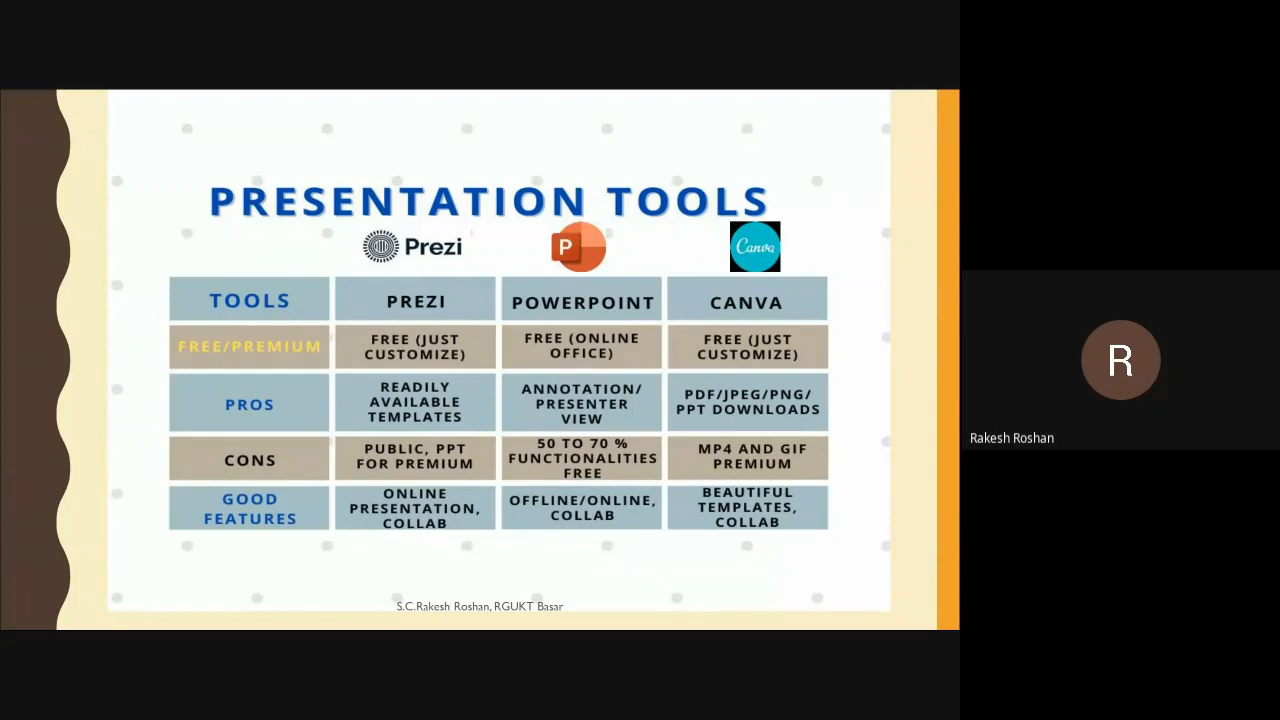 PRESENTATION TOOLS
Prezi
P
Canva
TOOLS
PREZI
POWERPOINT
CANVA
FREE/PREMIUM
FREE (JUST
CUSTOMIZE)
FREE (ONLINE
OFFICE)
FREE (JUST
CUSTOMIZE)
PROS
READILY
AVAILABLE
TEMPLATES
ANNOTATION/
PRESENTER
VIEW
PDF/JPEG/PNG/
PPT DOWNLOADS
CONS
PUBLIC, PPT
FOR PREMIUM
50 TO 70 %
FUNCTIONALITIES
FREE
MP4 AND GIF
PREMIUM
GOOD
FEATURES
ONLINE
PRESENTATION,
COLLAB
OFFLINE/ONLINE,
COLLAB
BEAUTIFUL
TEMPLATES,
COLLAB
S.C.Rakesh Roshan, RGUKT Basar
R
Rakesh Roshan